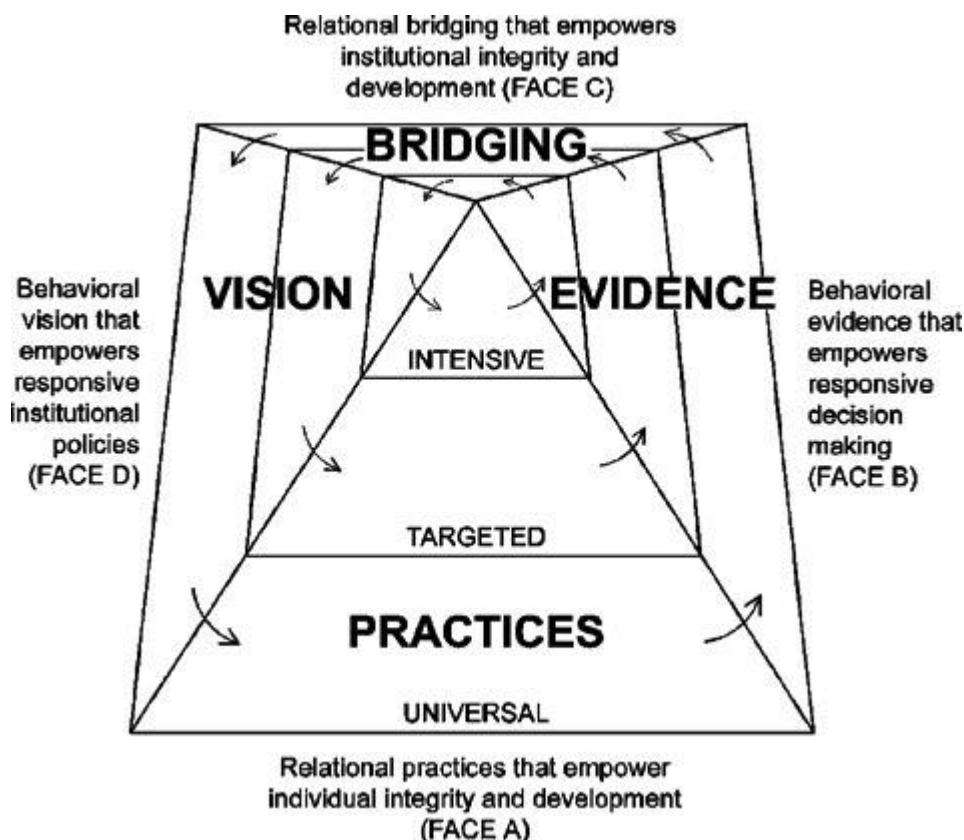 Relational bridging that empowers
institutional integrity and
development (FACE C)
BRIDGING
VISION
EVIDENCE
Behavioral
vision that
empowers
responsive
institutional
policies
(FACE D)
Behavioral
evidence that
empowers
responsive
decision
making
(FACE B)
INTENSIVE
TARGETED
PRACTICES
UNIVERSAL
Relational practices that empower
individual integrity and development
(FACE A)